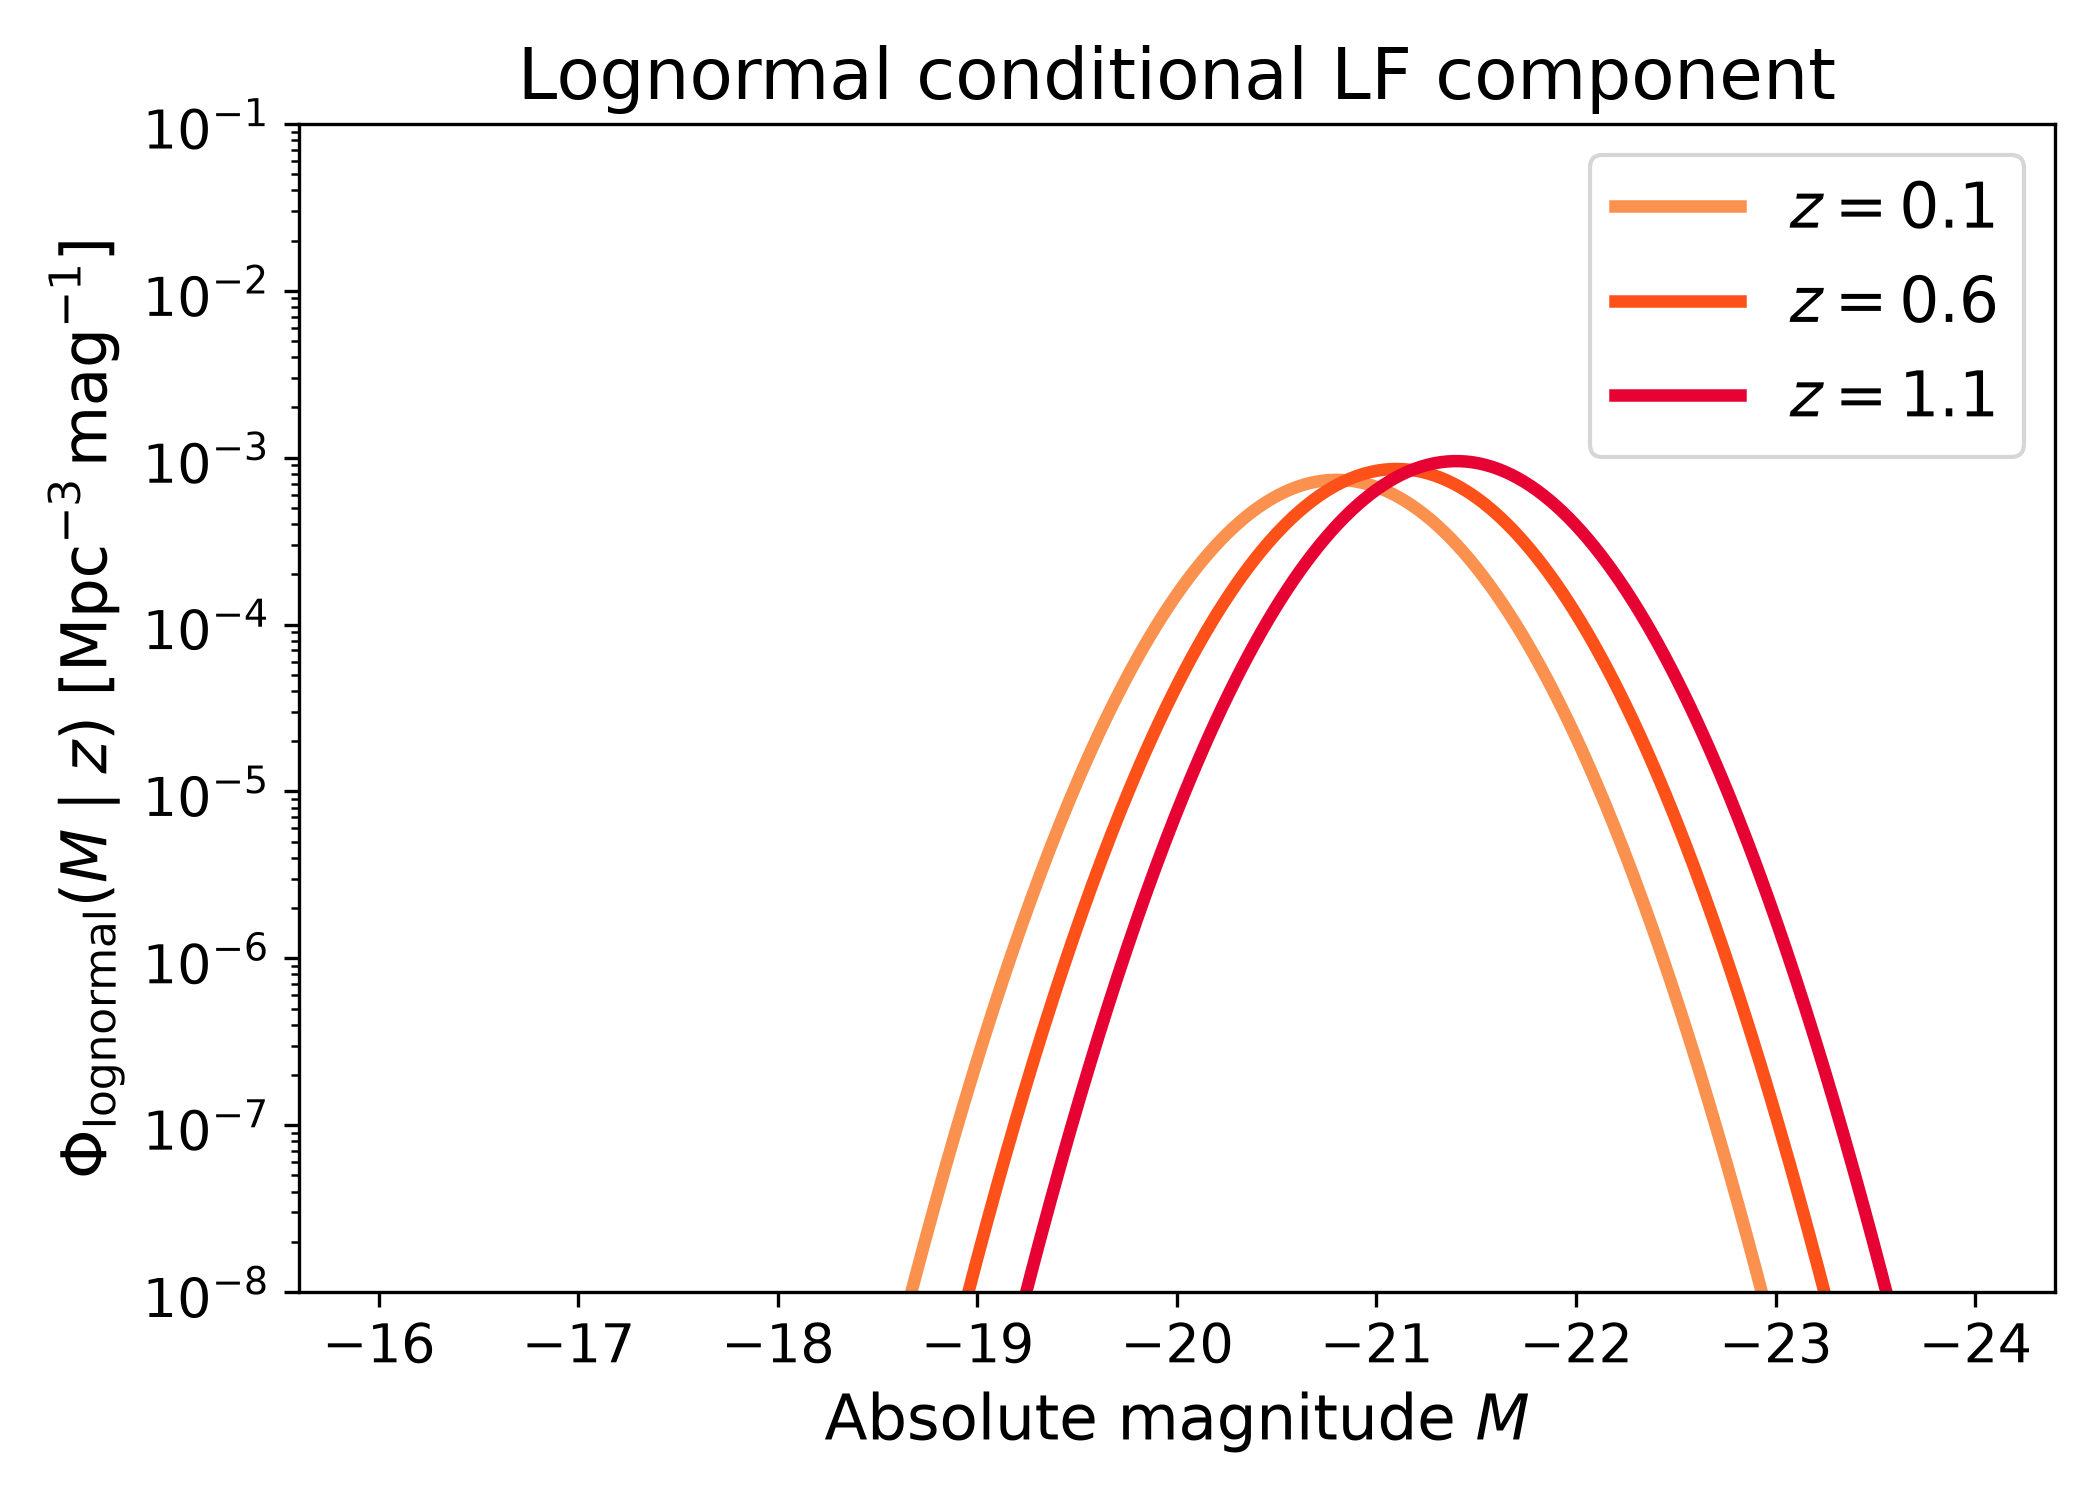 Lognormal conditional LF component
Φ_lognormal(M | z) [Mpc⁻³ mag⁻¹]
10⁻¹
10⁻²
10⁻³
10⁻⁴
10⁻⁵
10⁻⁶
10⁻⁷
10⁻⁸
z = 0.1
z = 0.6
z = 1.1
−16 −17 −18 −19 −20 −21 −22 −23 −24
Absolute magnitude M